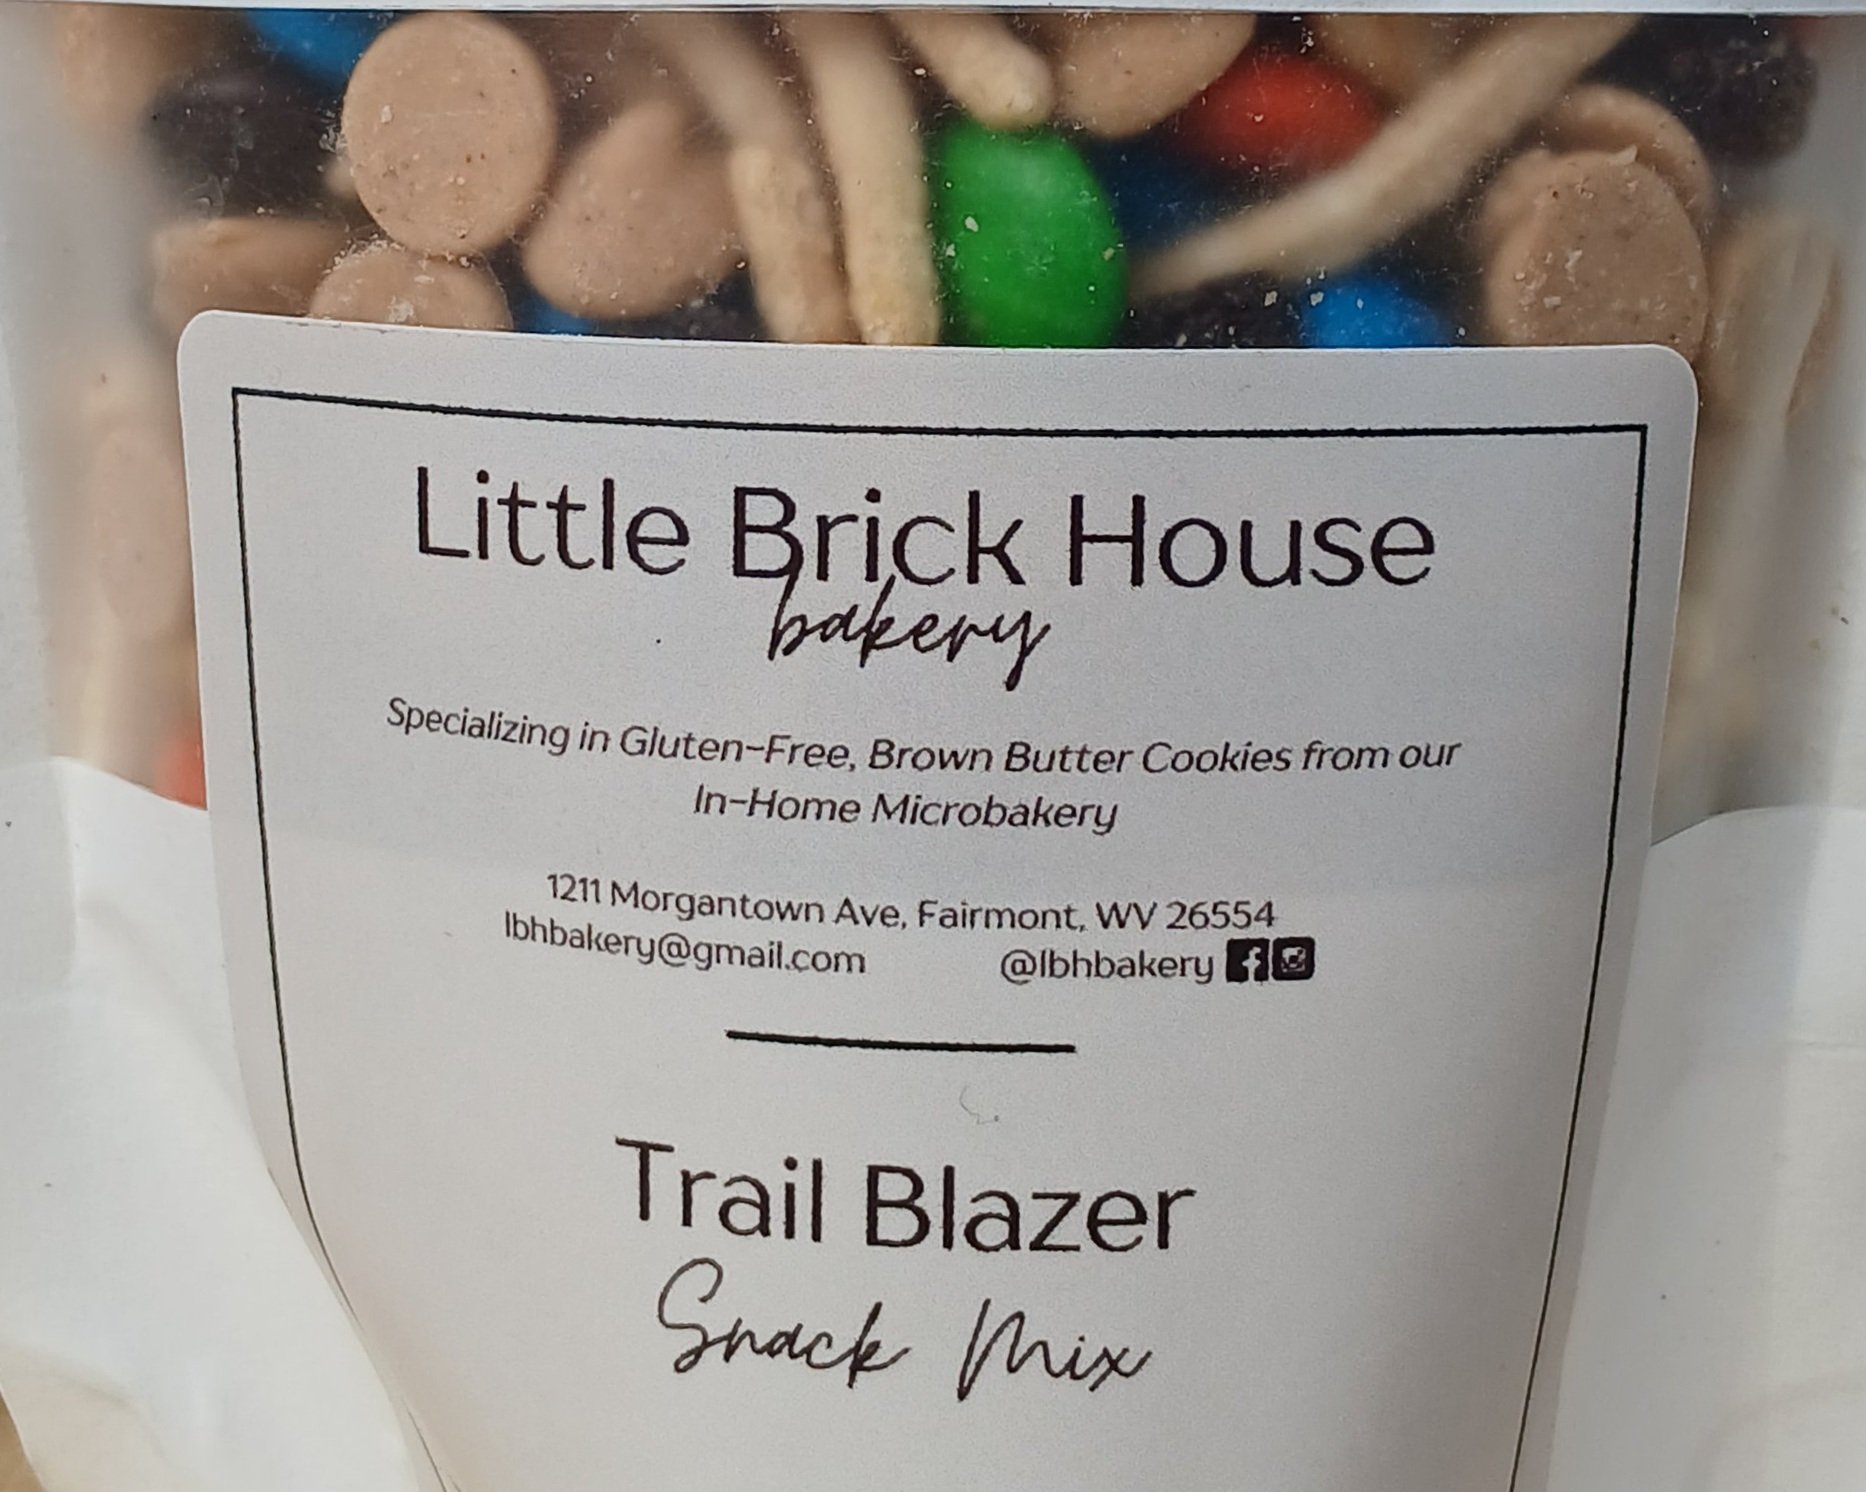 Little Brick House
bakery
Specializing in Gluten-Free, Brown Butter Cookies from our
In-Home Microbakery
1211 Morgantown Ave, Fairmont, WV 26554
lbhbakery@gmail.com @lbhbakery
Trail Blazer
Snack Mix